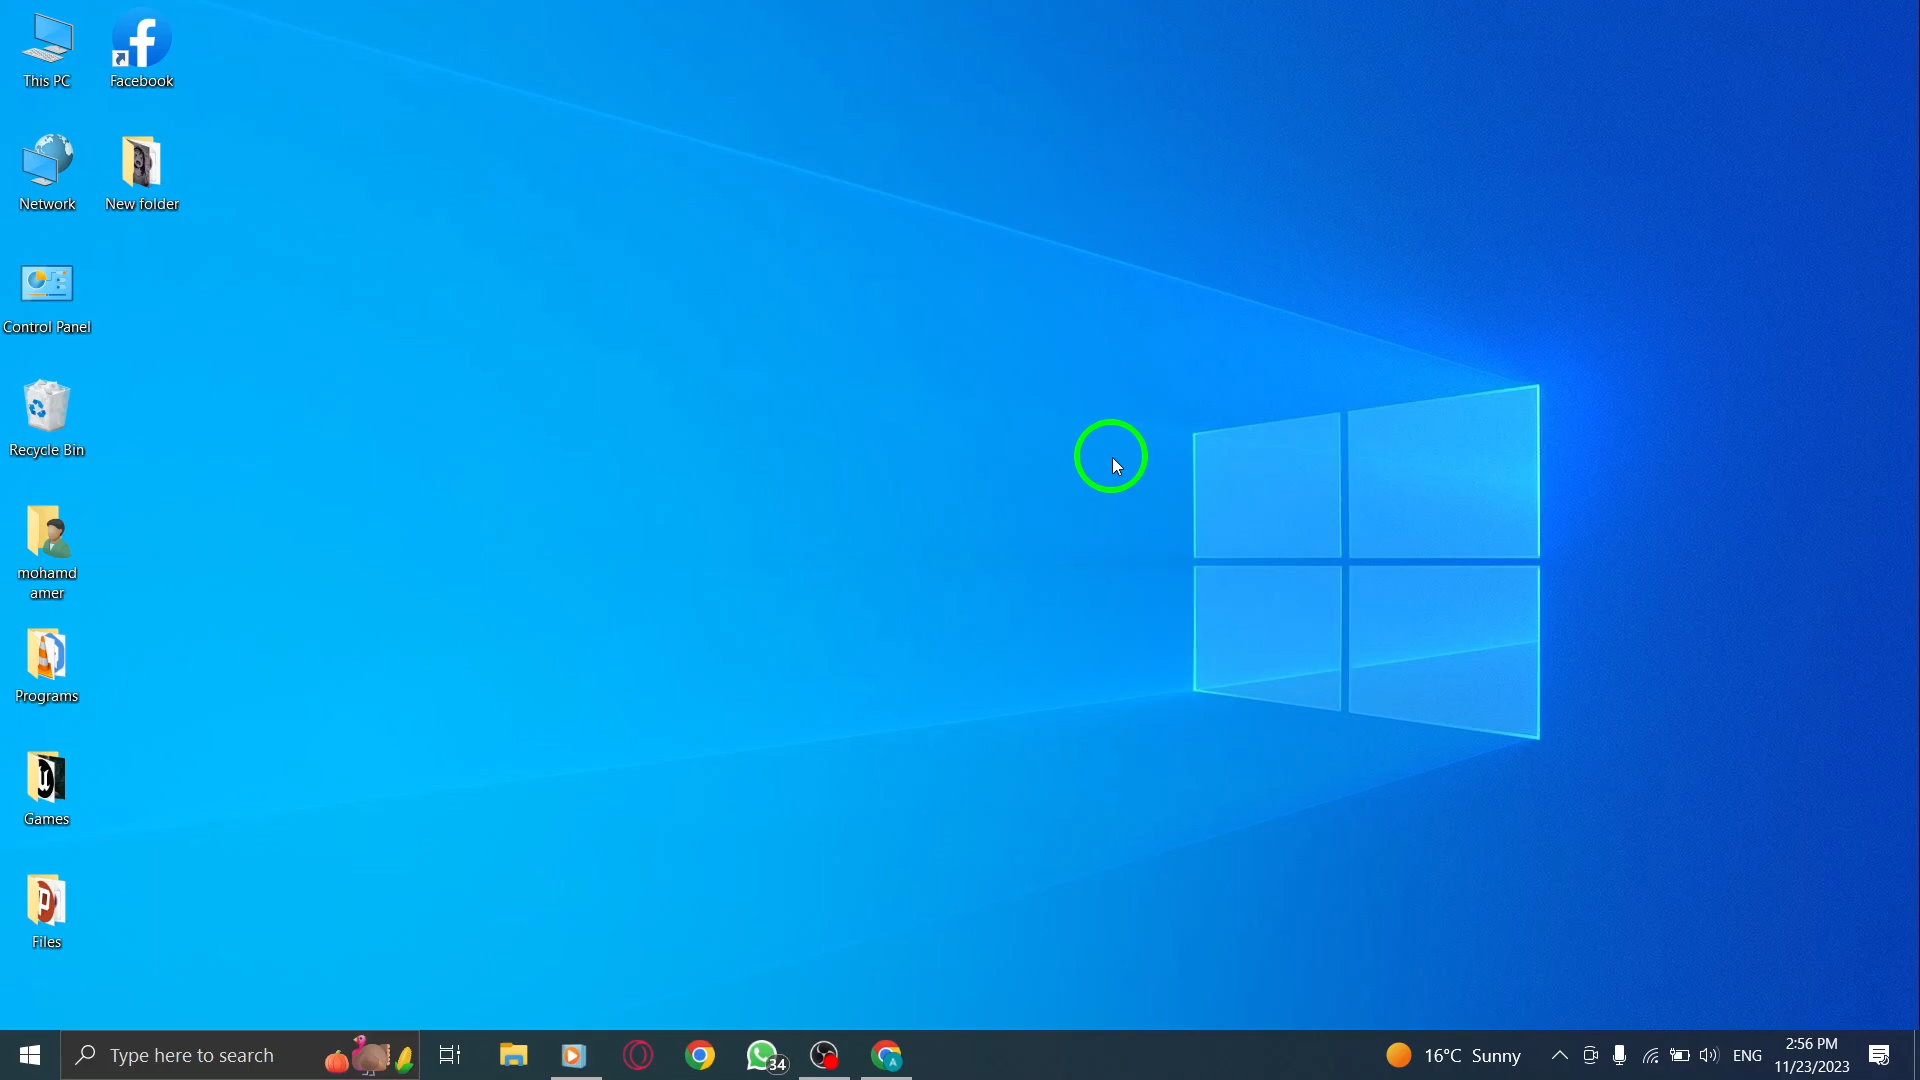 This PC
Facebook
Network
New folder
Control Panel
Recycle Bin
mohamd
amer
Programs
Games
Files
Type here to search
34
A
16°C Sunny
ENG
2:56 PM
11/23/2023